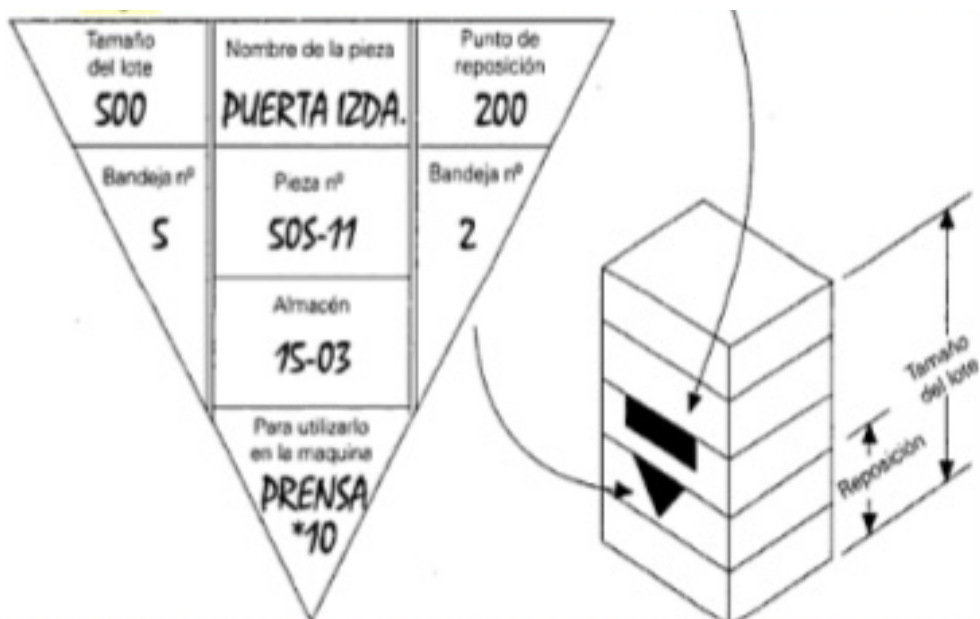 Tamaño
del lote
500
Nombre de la pieza
PUERTA IZDA.
Punto de
reposición
200
Bandeja nº
5
Pieza nº
505-11
Bandeja nº
2
Almacén
15-03
Para utilizarlo
en la maquina
PRENSA
*10
Tamaño
del lote
Reposición